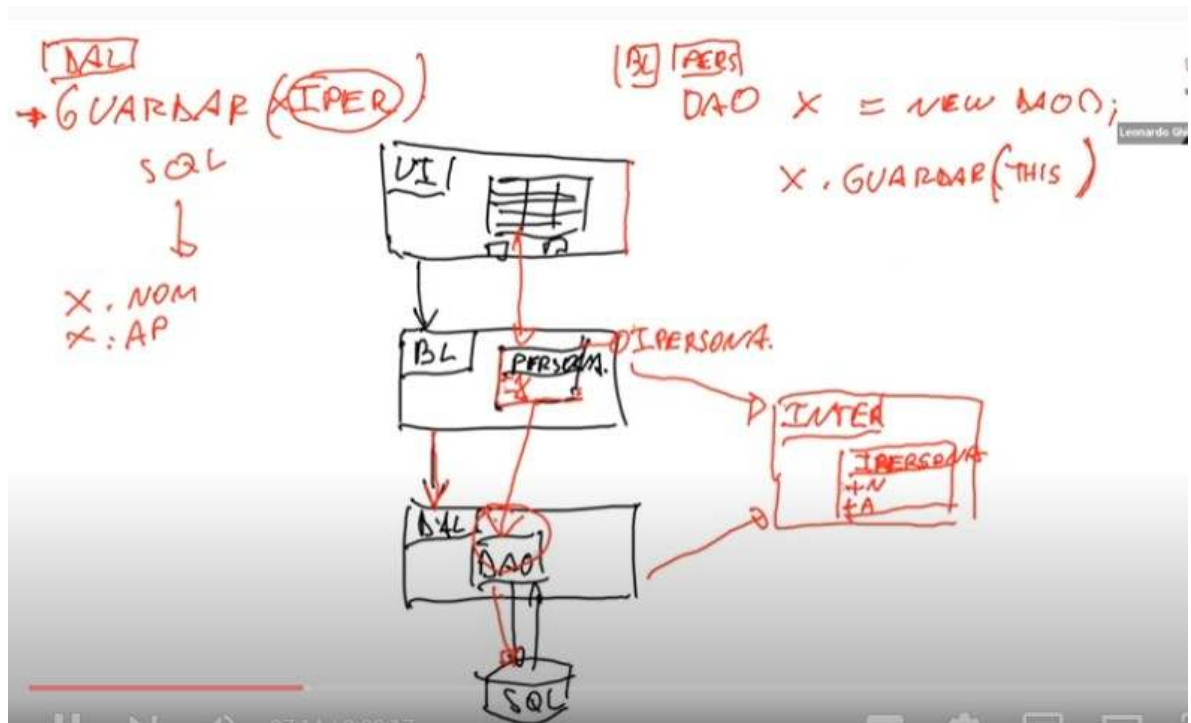 DAL
→ GUARDAR (X IPER)
SQL
X. NOM
X. AP
BL PERS
DAO X = NEW DAO();
X. GUARDAR(THIS)
UI
BL
PERSONA.
IPERSONA.
INTER
IPERSONA
+N
+A
DAL
DAO
SQL